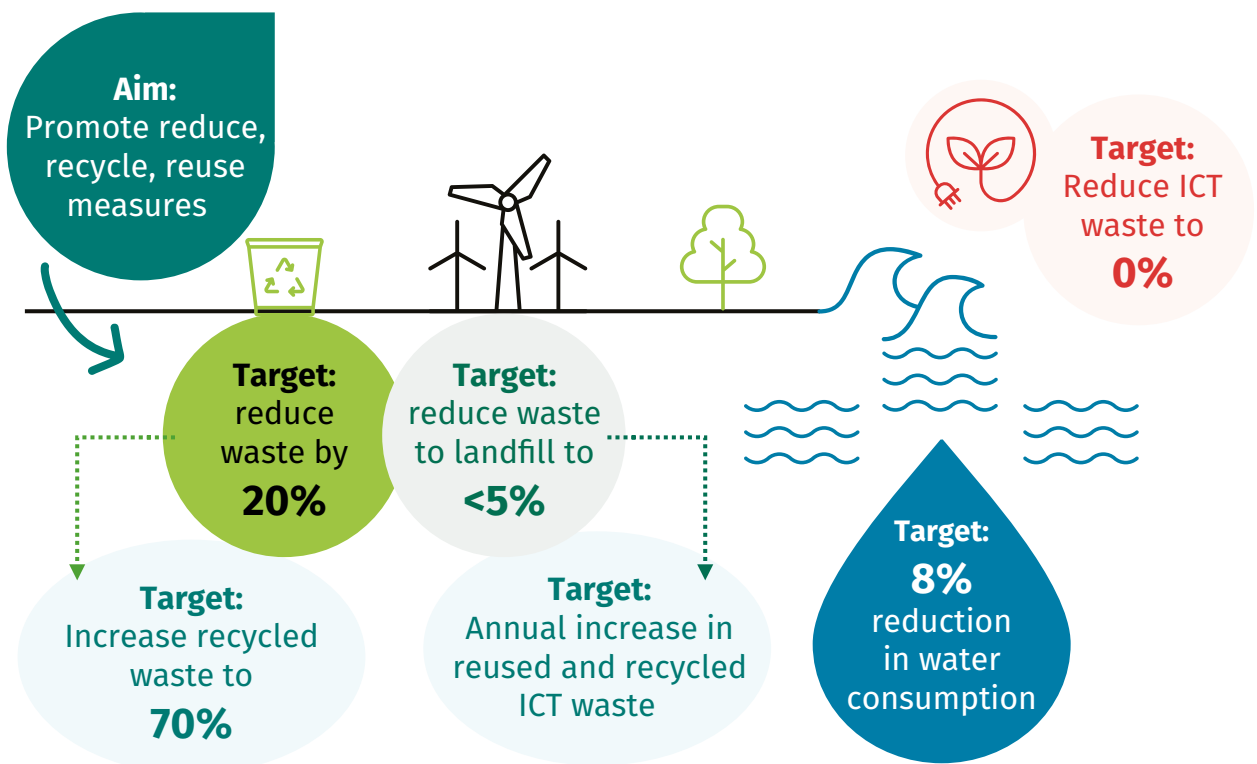 Aim:
Promote reduce,
recycle, reuse
measures
Target:
Reduce ICT
waste to
0%
Target:
reduce
waste by
20%
Target:
reduce waste
to landfill to
<5%
Target:
8%
reduction
in water
consumption
Target:
Increase recycled
waste to
70%
Target:
Annual increase in
reused and recycled
ICT waste